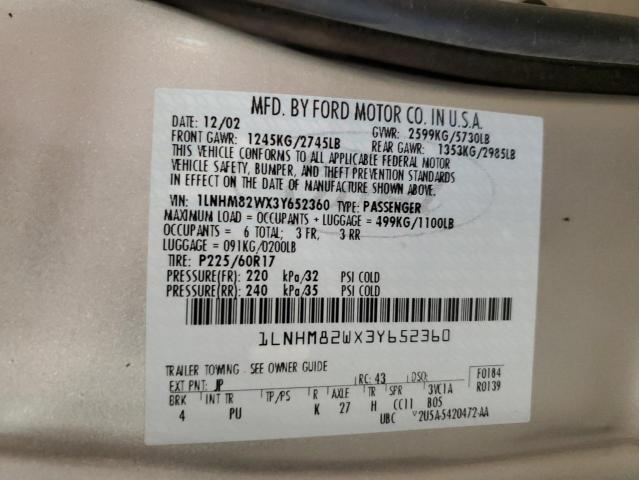 MFD. BY FORD MOTOR CO. IN U.S.A.
DATE: 12/02 GVWR: 2599KG/5730LB
FRONT GAWR: 1245KG/2745LB REAR GAWR: 1353KG/2985LB
THIS VEHICLE CONFORMS TO ALL APPLICABLE FEDERAL MOTOR
VEHICLE SAFETY, BUMPER, AND THEFT PREVENTION STANDARDS
IN EFFECT ON THE DATE OF MANUFACTURE SHOWN ABOVE.
VIN: 1LNHM82WX3Y652360 TYPE: PASSENGER
MAXIMUM LOAD = OCCUPANTS + LUGGAGE = 499KG/1100LB
OCCUPANTS = 6 TOTAL; 3 FR, 3 RR
LUGGAGE = 091KG/0200LB
TIRE: P225/60R17
PRESSURE(FR) 220 kPa/32 PSI COLD
PRESSURE(RR) 240 kPa/35 PSI COLD
1LNHM82WX3Y652360
TRAILER TOWING - SEE OWNER GUIDE
EXT PNT: JP RC: 43 DSO: F0184
R0139
BRK INT TR TP/PS R AXLE TR SPR 3VC1A
4 PU K 27 H CC11 BOS
UBC V2U5A-5420472-AA